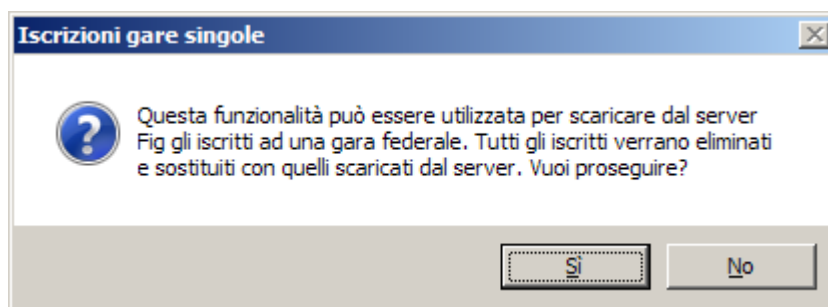 Iscrizioni gare singole
Questa funzionalità può essere utilizzata per scaricare dal server
Fig gli iscritti ad una gara federale. Tutti gli iscritti verrano eliminati
e sostituiti con quelli scaricati dal server. Vuoi proseguire?
Sì
No